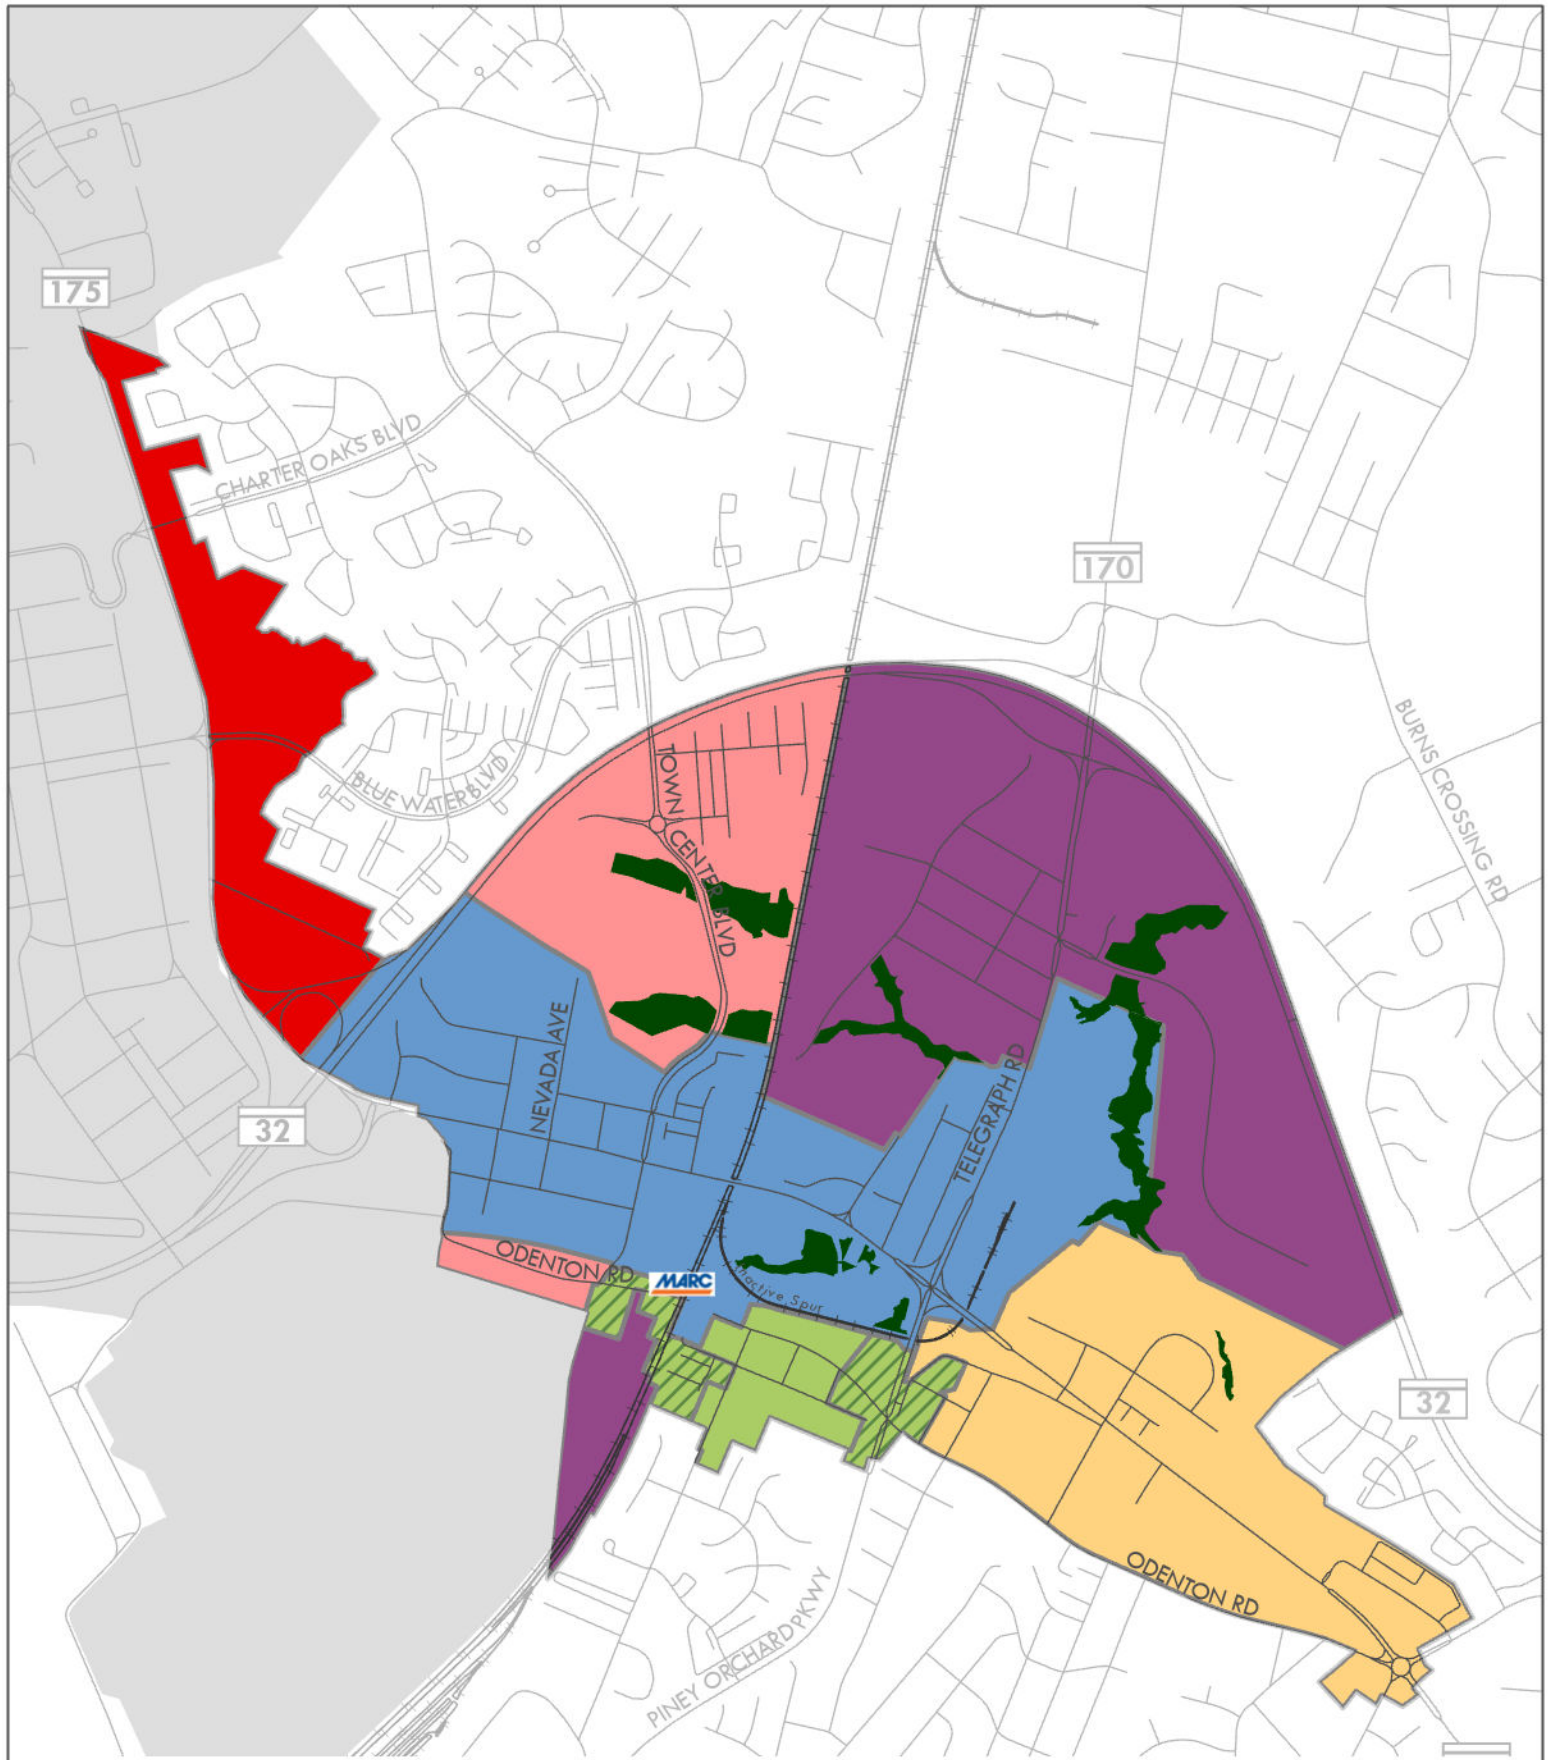 175
CHARTER OAKS BLVD
170
BURNS CROSSING RD
TOWN CENTER BLVD
BLUE WATER BLVD
NEVADA AVE
TELEGRAPH RD
32
ODENTON RD
MARC
Inactive Spur
32
ODENTON RD
PINEY ORCHARD PKWY